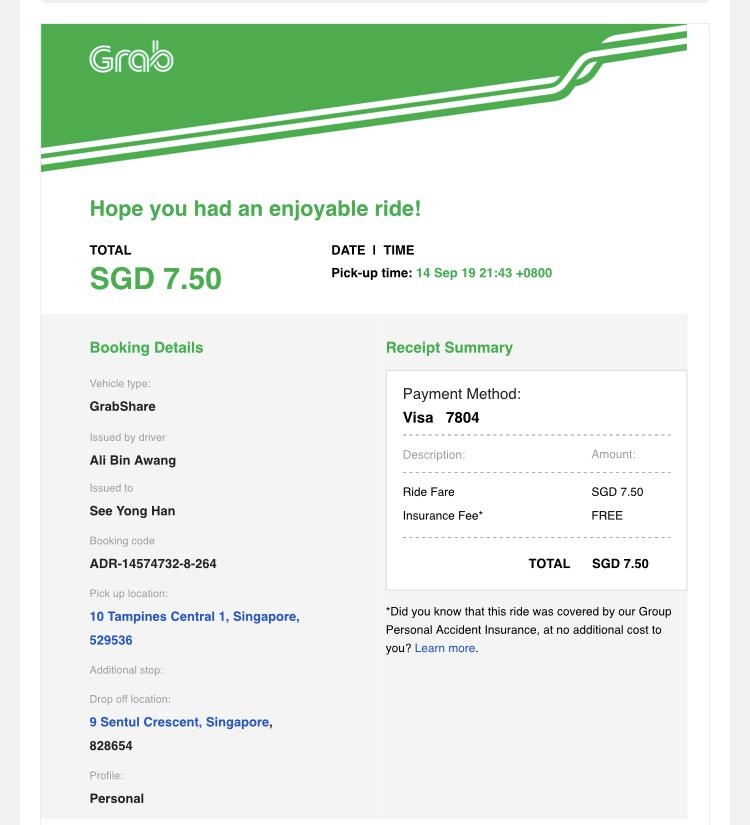 Grab
Hope you had an enjoyable ride!
TOTAL
SGD 7.50
DATE | TIME
Pick-up time: 14 Sep 19 21:43 +0800
Booking Details
Vehicle type:
GrabShare
Issued by driver
Ali Bin Awang
Issued to
See Yong Han
Booking code
ADR-14574732-8-264
Pick up location:
10 Tampines Central 1, Singapore,
529536
Additional stop:
Drop off location:
9 Sentul Crescent, Singapore,
828654
Profile:
Personal
Receipt Summary
Payment Method:
Visa 7804
Description: Amount:
Ride Fare SGD 7.50
Insurance Fee* FREE
TOTAL SGD 7.50
*Did you know that this ride was covered by our Group
Personal Accident Insurance, at no additional cost to
you? Learn more.